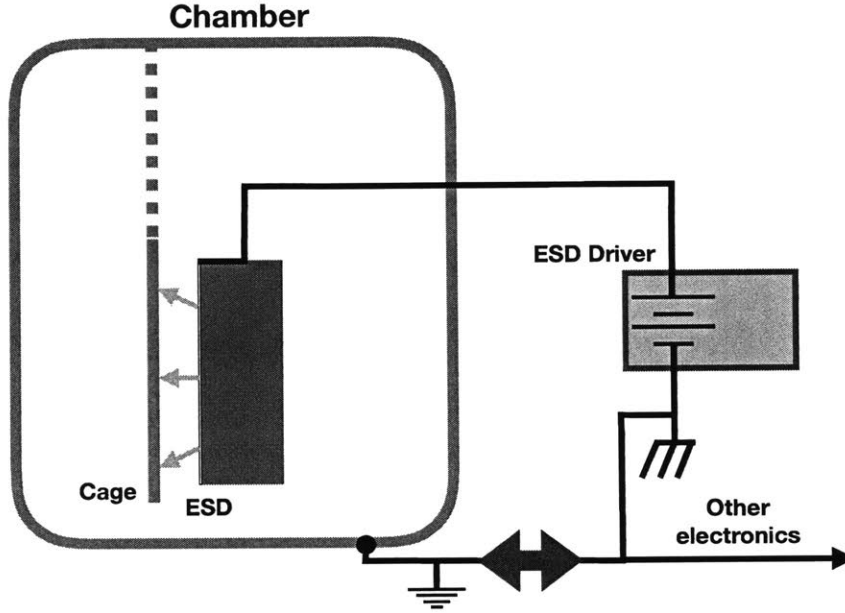 Chamber
ESD Driver
Cage
ESD
Other
electronics